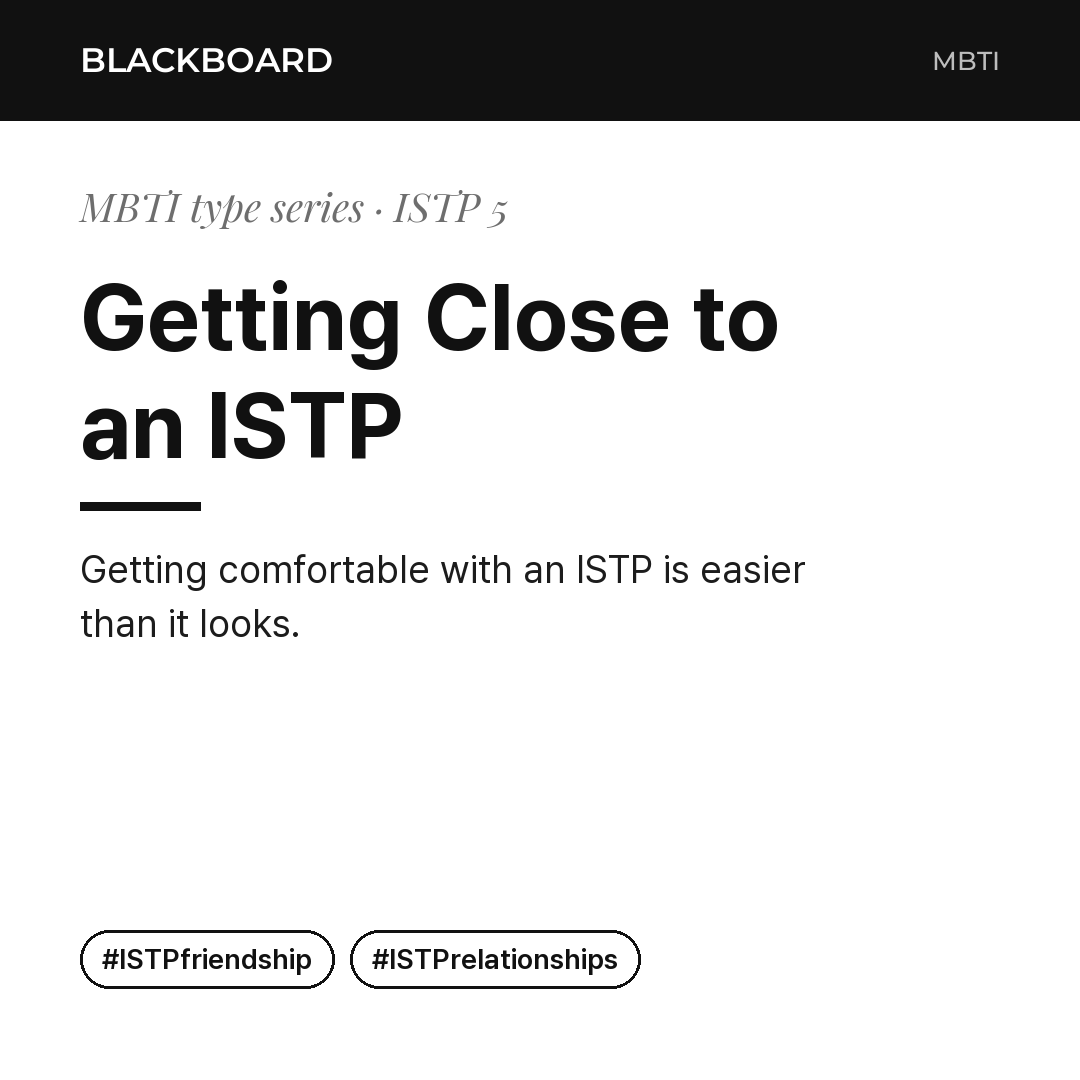 BLACKBOARD
MBTI
MBTI type series · ISTP 5
Getting Close to
an ISTP
Getting comfortable with an ISTP is easier
than it looks.
#ISTPfriendship
#ISTPrelationships